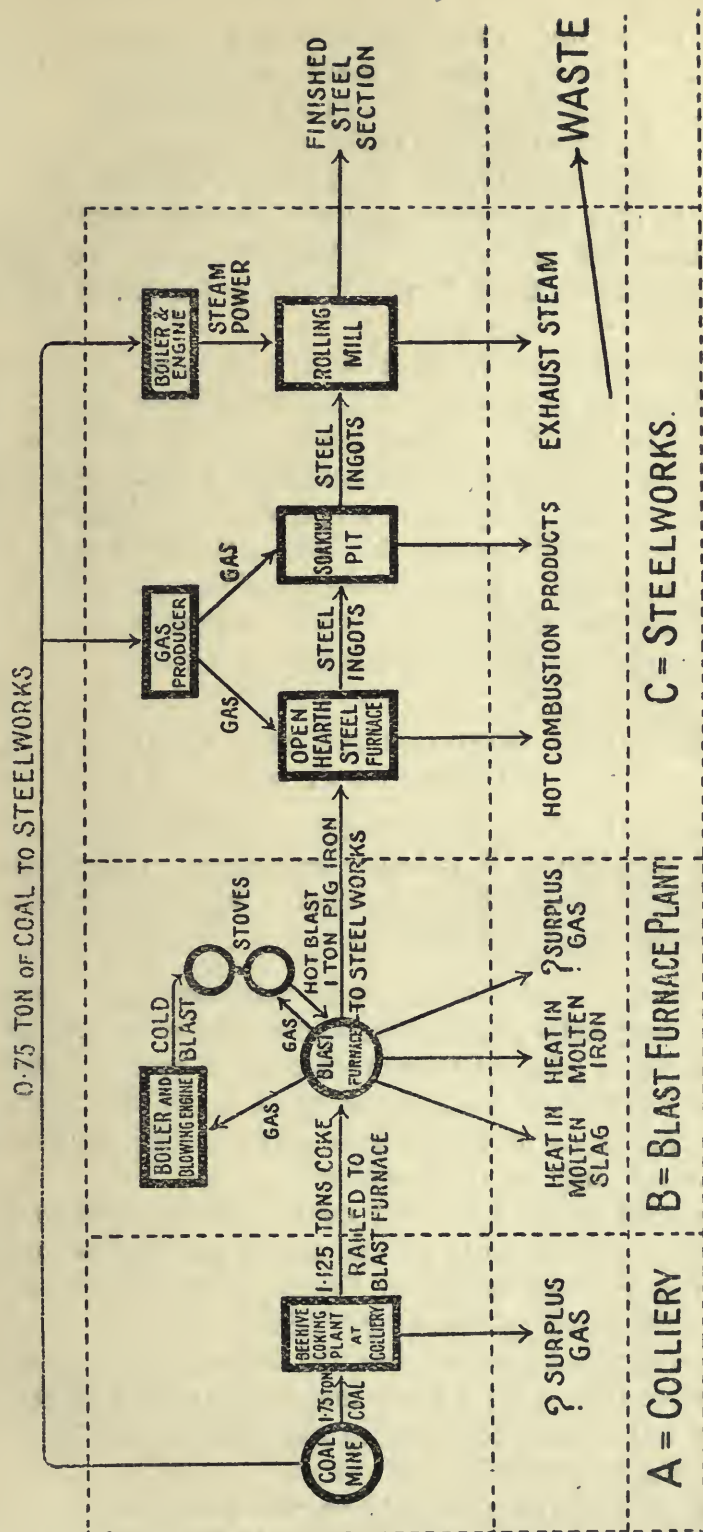 0·75 TON OF COAL TO STEELWORKS
COAL
MINE
1·75 TON
COAL
BEEHIVE
COKING
PLANT
AT
COLLIERY
1·125 TONS COKE
RAILED TO
BLAST FURNACE
BOILER AND
BLOWING ENGINE
COLD
BLAST
STOVES
GAS
GAS
HOT BLAST
BLAST
FURNACE
1 TON PIG IRON
TO STEEL WORKS
GAS
PRODUCER
GAS
GAS
OPEN
HEARTH
STEEL
FURNACE
STEEL
INGOTS
SOAKING
PIT
STEEL
INGOTS
BOILER &
ENGINE
STEAM
POWER
ROLLING
MILL
FINISHED
STEEL
SECTION
? SURPLUS
GAS
HEAT IN
MOLTEN
SLAG
HEAT IN
MOLTEN
IRON
? SURPLUS
GAS
HOT COMBUSTION PRODUCTS
EXHAUST STEAM
WASTE
A = COLLIERY
B = BLAST FURNACE PLANT
C = STEELWORKS.